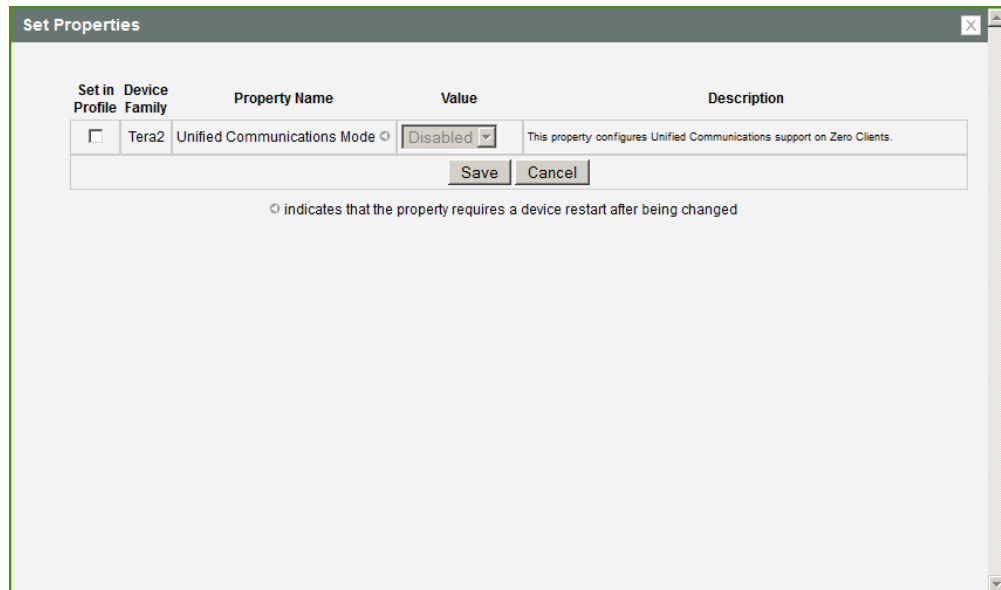 Set Properties
Set in Profile Device Family Property Name Value Description
Tera2 Unified Communications Mode Disabled This property configures Unified Communications support on Zero Clients.
Save Cancel
indicates that the property requires a device restart after being changed